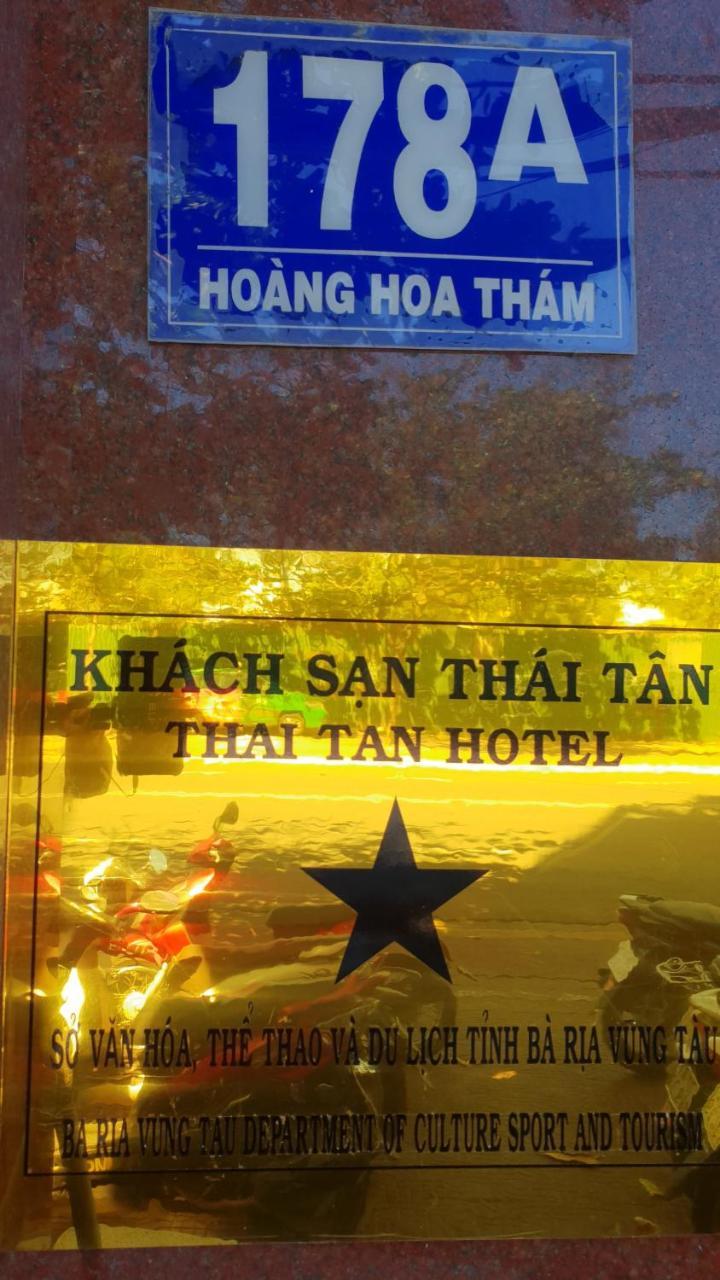 178A
HOÀNG HOA THÁM
KHÁCH SẠN THÁI TÂN
THAI TAN HOTEL
SỞ VĂN HÓA, THỂ THAO VÀ DU LỊCH TỈNH BÀ RỊA VŨNG TÀU
BA RIA VUNG TAU DEPARTMENT OF CULTURE SPORT AND TOURISM